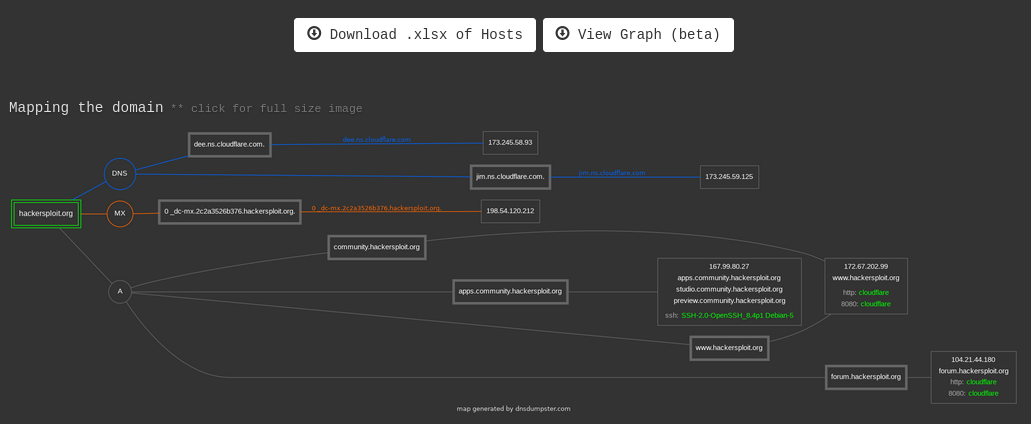 Download .xlsx of Hosts
View Graph (beta)
Mapping the domain ** click for full size image
dee.ns.cloudflare.com.
dee.ns.cloudflare.com
173.245.58.93
DNS
jim.ns.cloudflare.com.
jim.ns.cloudflare.com
173.245.59.125
hackersploit.org
MX
0 _dc-mx.2c2a3526b376.hackersploit.org.
0 _dc-mx.2c2a3526b376.hackersploit.org.
198.54.120.212
community.hackersploit.org
A
apps.community.hackersploit.org
167.99.80.27
apps.community.hackersploit.org
studio.community.hackersploit.org
preview.community.hackersploit.org
ssh: SSH-2.0-OpenSSH_8.4p1 Debian-5
172.67.202.99
www.hackersploit.org
http: cloudflare
8080: cloudflare
www.hackersploit.org
forum.hackersploit.org
104.21.44.180
forum.hackersploit.org
http: cloudflare
8080: cloudflare
map generated by dnsdumpster.com